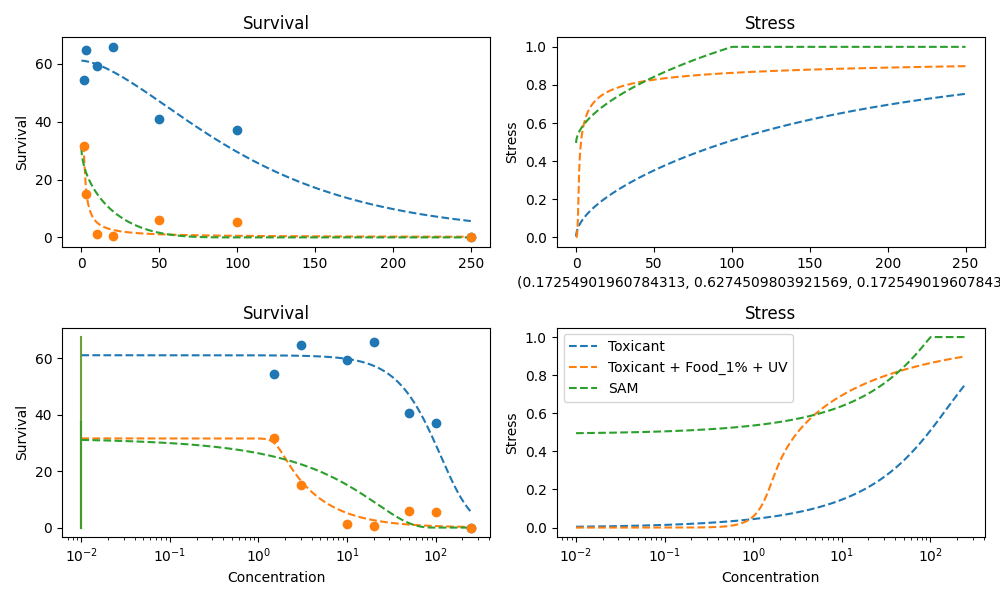 Survival
Stress
Survival
60
40
20
0
0 50 100 150 200 250
Stress
1.0
0.8
0.6
0.4
0.2
0.0
0 50 100 150 200 250
(0.17254901960784313, 0.6274509803921569, 0.172549019607843
Survival
Stress
Survival
60
40
20
0
10⁻² 10⁻¹ 10⁰ 10¹ 10²
Concentration
Stress
1.0
0.8
0.6
0.4
0.2
0.0
Toxicant
Toxicant + Food_1% + UV
SAM
10⁻² 10⁻¹ 10⁰ 10¹ 10²
Concentration